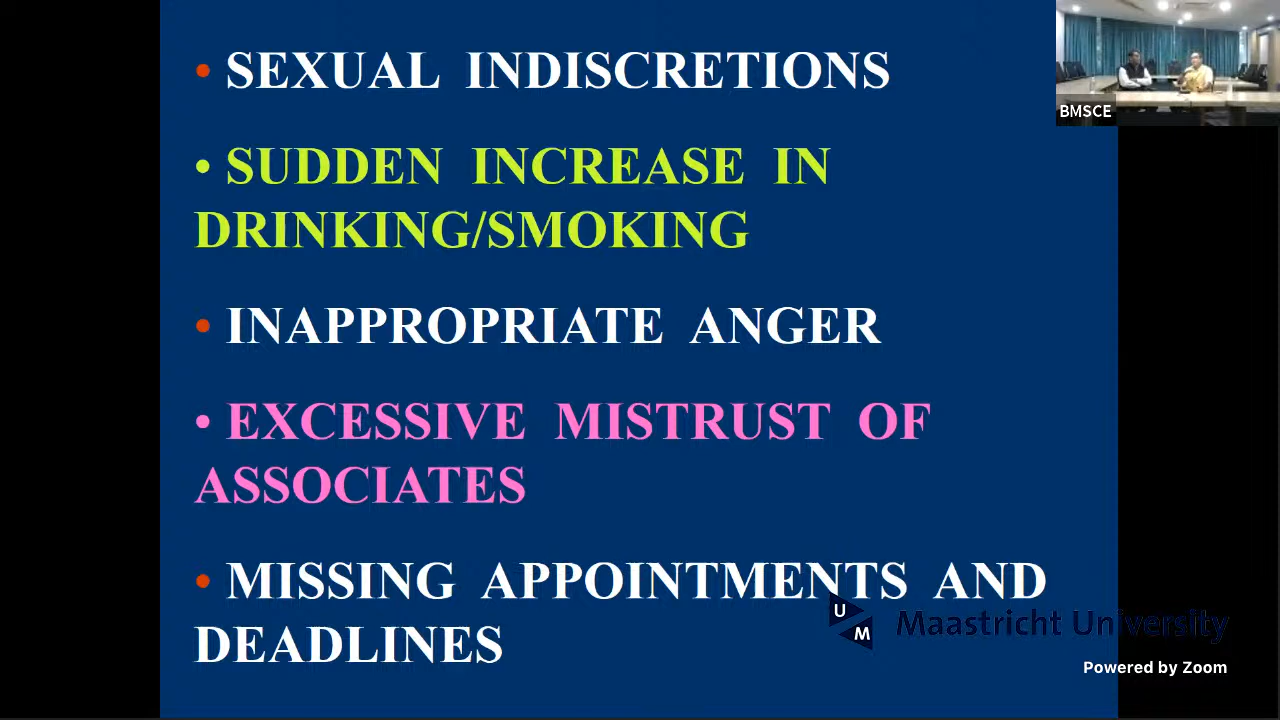 • SEXUAL INDISCRETIONS
• SUDDEN INCREASE IN
DRINKING/SMOKING
• INAPPROPRIATE ANGER
• EXCESSIVE MISTRUST OF
ASSOCIATES
• MISSING APPOINTMENTS AND
DEADLINES
BMSCE
U
M
Maastricht University
Powered by Zoom